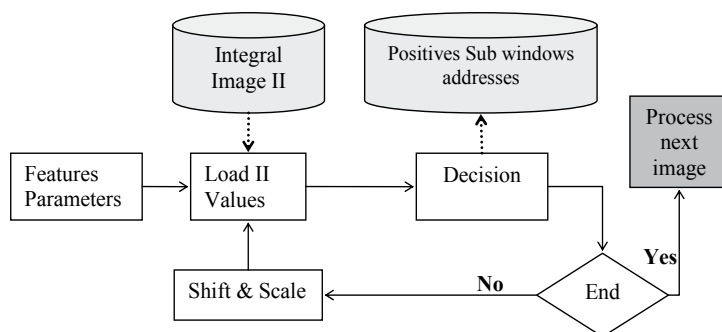 Integral
Image II
Positives Sub windows
addresses
Process
next
image
Features
Parameters
Load II
Values
Decision
Yes
No
End
Shift & Scale